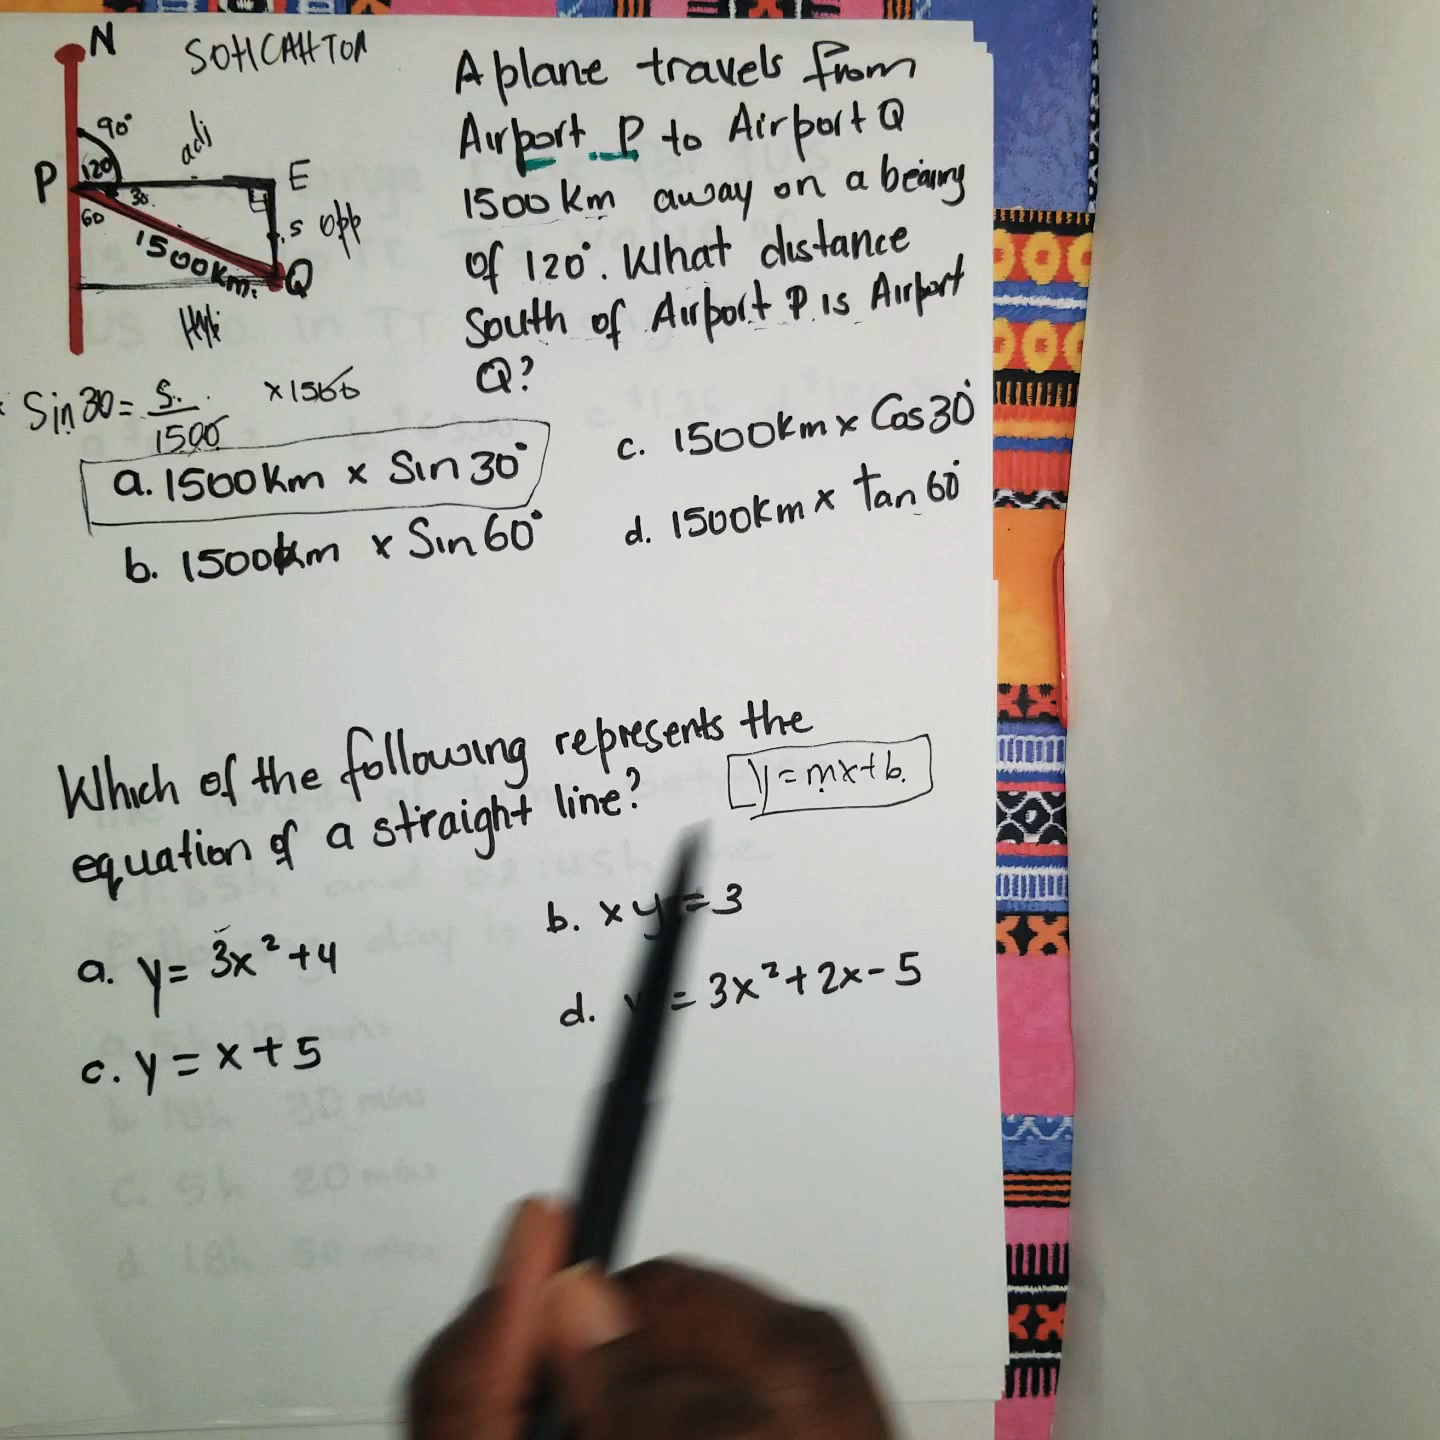 N
SOHCAHTOA
90°
120
adj
P
E
30.
60
s opp
1500km.
Q
Hyp
A plane travels from
Airport P to Airport Q
1500 km away on a bearing
of 120°. What distance
South of Airport P is Airport
Q?
Sin 30 = S. x 1500
1500
a. 1500 km x Sin 30°
b. 1500km x Sin 60°
c. 1500km x Cos 30°
d. 1500km x tan 60°
Which of the following represents the
equation of a straight line?
y = mx + b.
a. y = 3x² + 4
b. xy = 3
c. y = x + 5
d. y = 3x² + 2x - 5